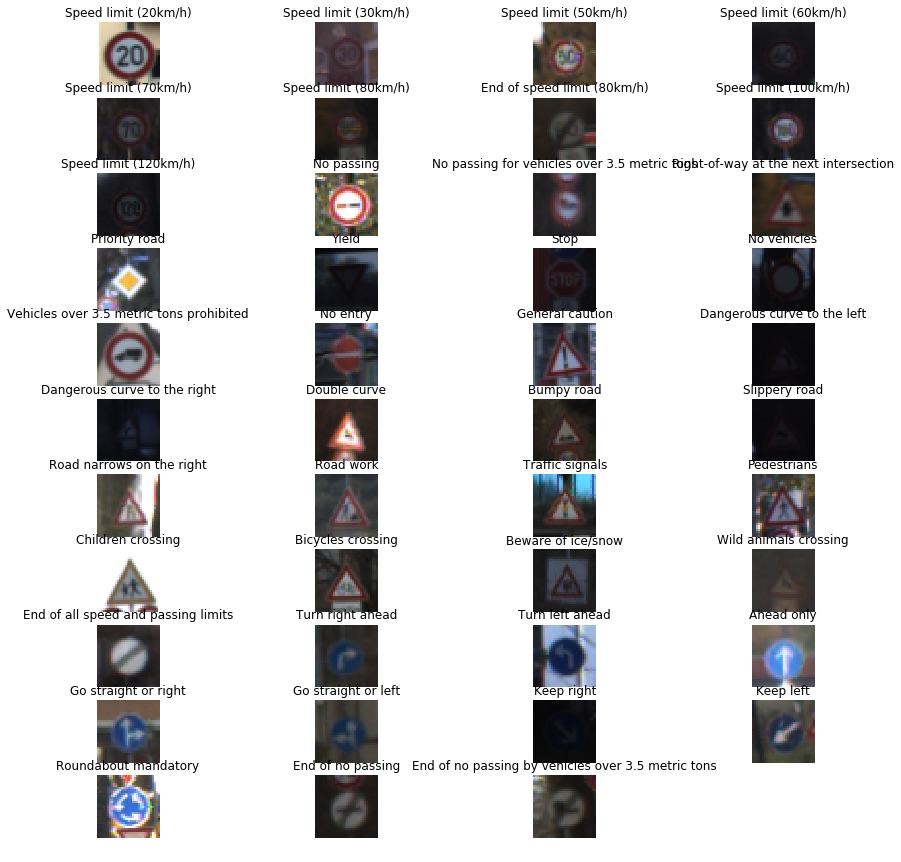 Speed limit (20km/h)
Speed limit (30km/h)
Speed limit (50km/h)
Speed limit (60km/h)
20
30
50
60
Speed limit (70km/h)
Speed limit (80km/h)
End of speed limit (80km/h)
Speed limit (100km/h)
70
100
Speed limit (120km/h)
No passing
No passing for vehicles over 3.5 metric tons
Right-of-way at the next intersection
120
Priority road
Yield
Stop
No vehicles
STOP
Vehicles over 3.5 metric tons prohibited
No entry
General caution
Dangerous curve to the left
Dangerous curve to the right
Double curve
Bumpy road
Slippery road
Road narrows on the right
Road work
Traffic signals
Pedestrians
Children crossing
Bicycles crossing
Beware of ice/snow
Wild animals crossing
End of all speed and passing limits
Turn right ahead
Turn left ahead
Ahead only
Go straight or right
Go straight or left
Keep right
Keep left
Roundabout mandatory
End of no passing
End of no passing by vehicles over 3.5 metric tons